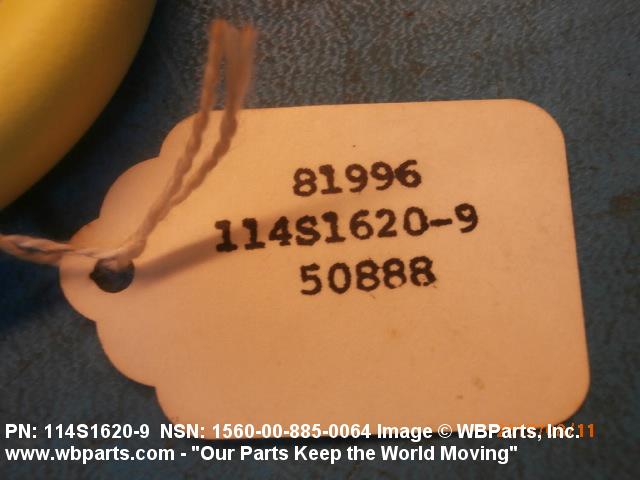 81996
114S1620-9
50888
PN: 114S1620-9 NSN: 1560-00-885-0064 Image © WBParts, Inc.
www.wbparts.com - "Our Parts Keep the World Moving"